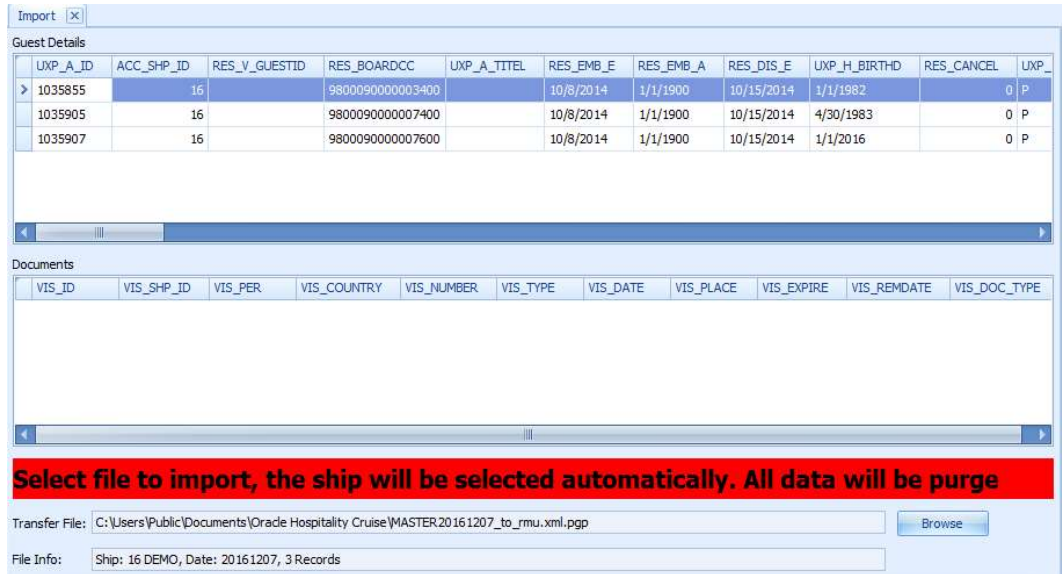 Import
Guest Details
UXP_A_ID ACC_SHP_ID RES_V_GUESTID RES_BOARDCC UXP_A_TITEL RES_EMB_E RES_EMB_A RES_DIS_E UXP_H_BIRTHD RES_CANCEL UXP_
1035855 16 9800090000003400 10/8/2014 1/1/1900 10/15/2014 1/1/1982 0 P
1035905 16 9800090000007400 10/8/2014 1/1/1900 10/15/2014 4/30/1983 0 P
1035907 16 9800090000007600 10/8/2014 1/1/1900 10/15/2014 1/1/2016 0 P
Documents
VIS_ID VIS_SHP_ID VIS_PER VIS_COUNTRY VIS_NUMBER VIS_TYPE VIS_DATE VIS_PLACE VIS_EXPIRE VIS_REMDATE VIS_DOC_TYPE
Select file to import, the ship will be selected automatically. All data will be purge
Transfer File: C:\Users\Public\Documents\Oracle Hospitality Cruise\MASTER20161207_to_rmu.xml.pgp Browse
File Info: Ship: 16 DEMO, Date: 20161207, 3 Records